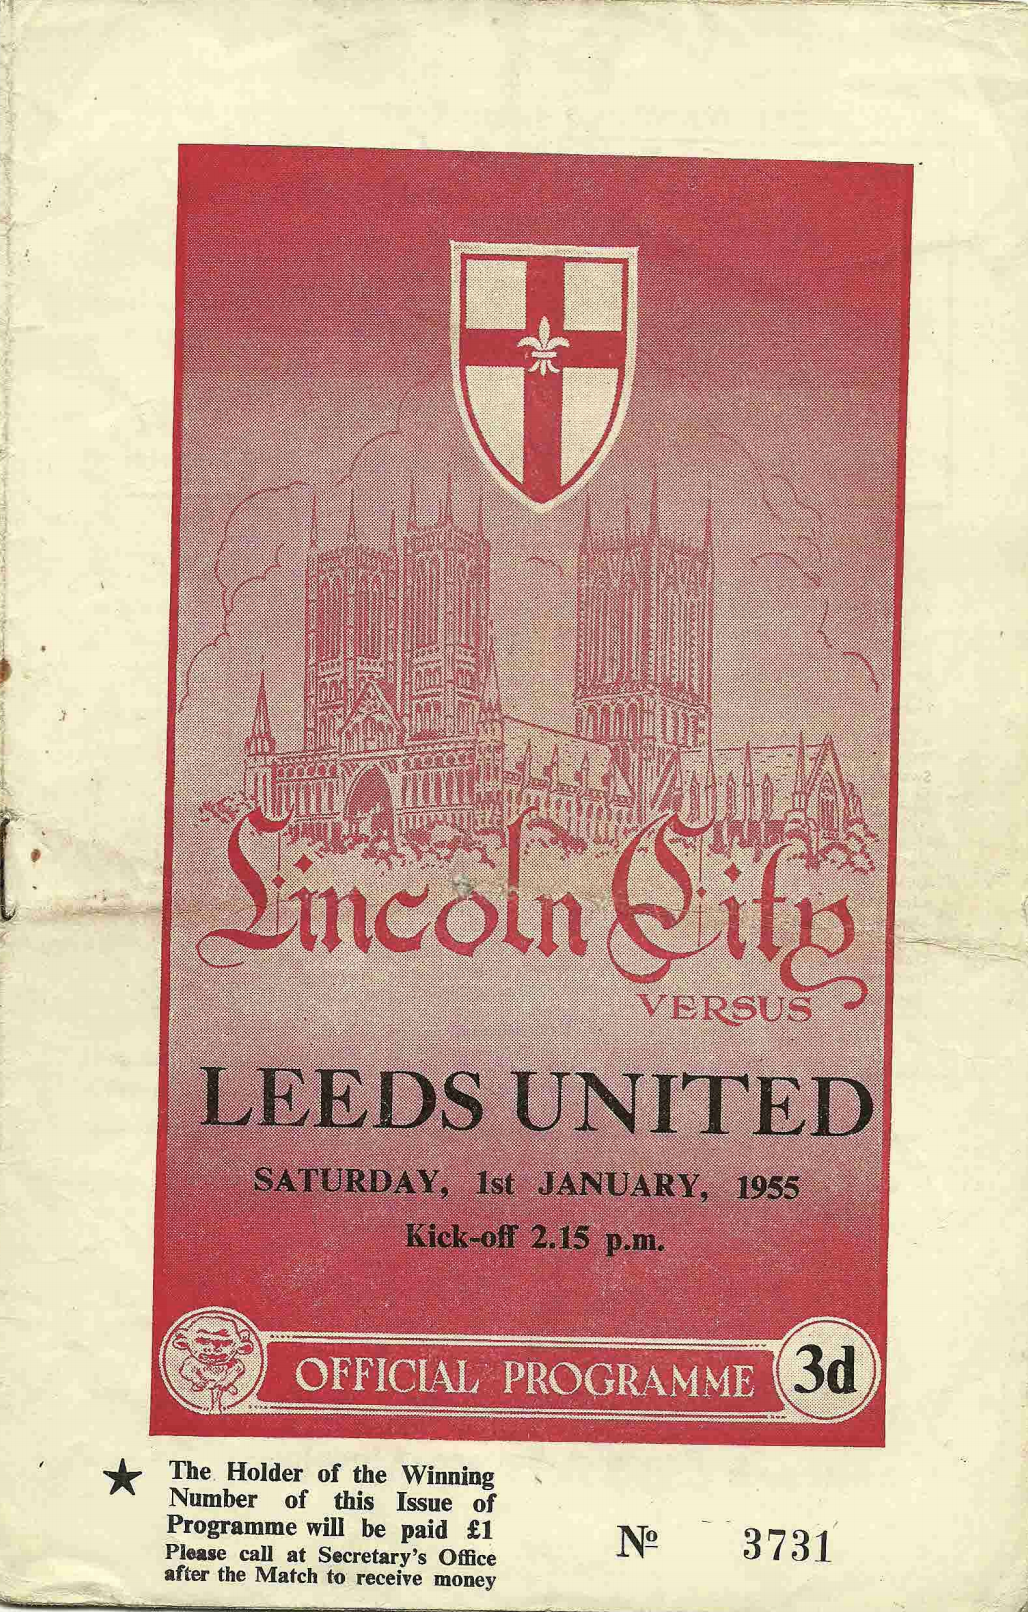 Lincoln City
VERSUS
LEEDS UNITED
SATURDAY, 1st JANUARY, 1955
Kick-off 2.15 p.m.
OFFICIAL PROGRAMME 3d
★ The Holder of the Winning
Number of this Issue of
Programme will be paid £1
Please call at Secretary's Office
after the Match to receive money
Nº 3731